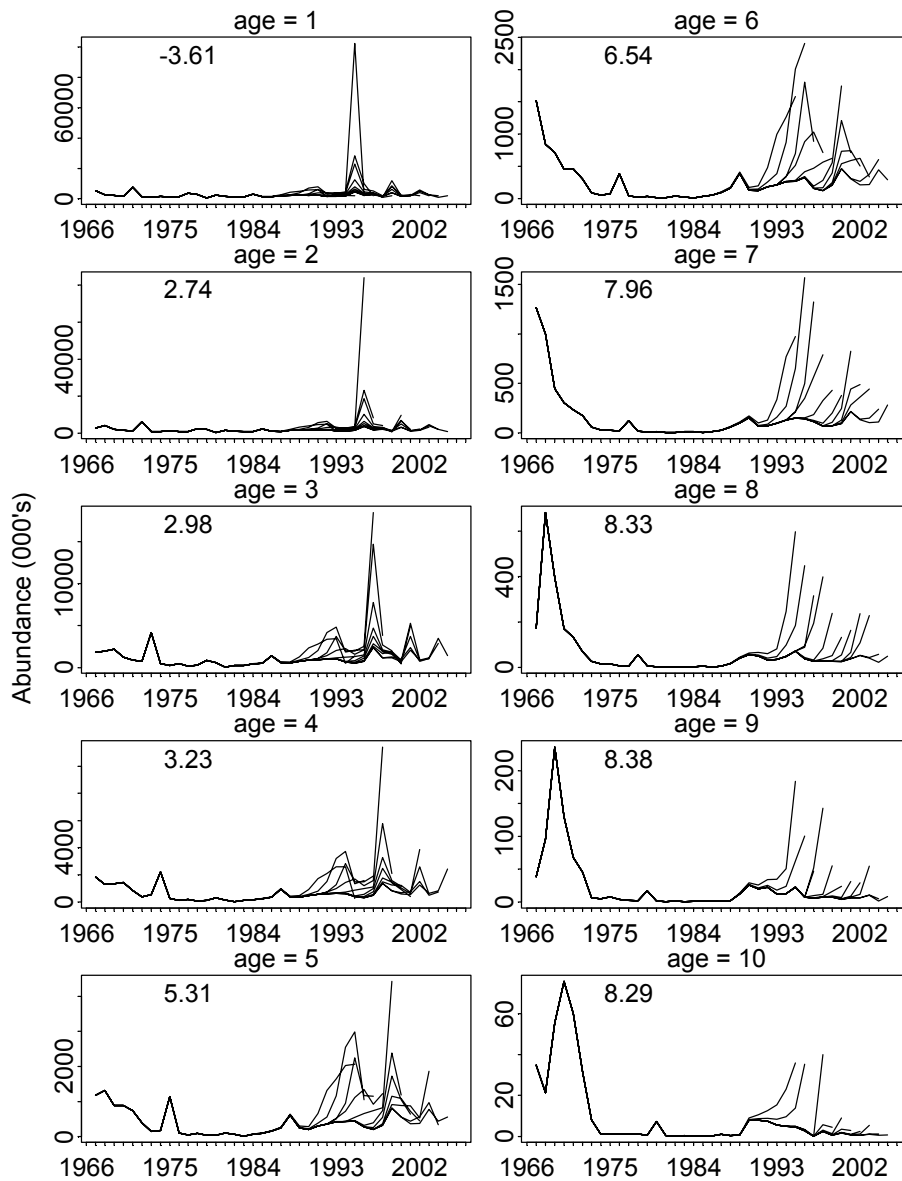 age = 1
-3.61
0
60000
1966 1975 1984 1993 2002
age = 2
2.74
0
40000
1966 1975 1984 1993 2002
age = 3
2.98
0
10000
1966 1975 1984 1993 2002
age = 4
3.23
0
4000
1966 1975 1984 1993 2002
age = 5
5.31
0
2000
1966 1975 1984 1993 2002
Abundance (000's)
age = 6
6.54
0
1000
2500
1966 1975 1984 1993 2002
age = 7
7.96
0
500
1500
1966 1975 1984 1993 2002
age = 8
8.33
0
400
1966 1975 1984 1993 2002
age = 9
8.38
0
100
200
1966 1975 1984 1993 2002
age = 10
8.29
0
20
60
1966 1975 1984 1993 2002